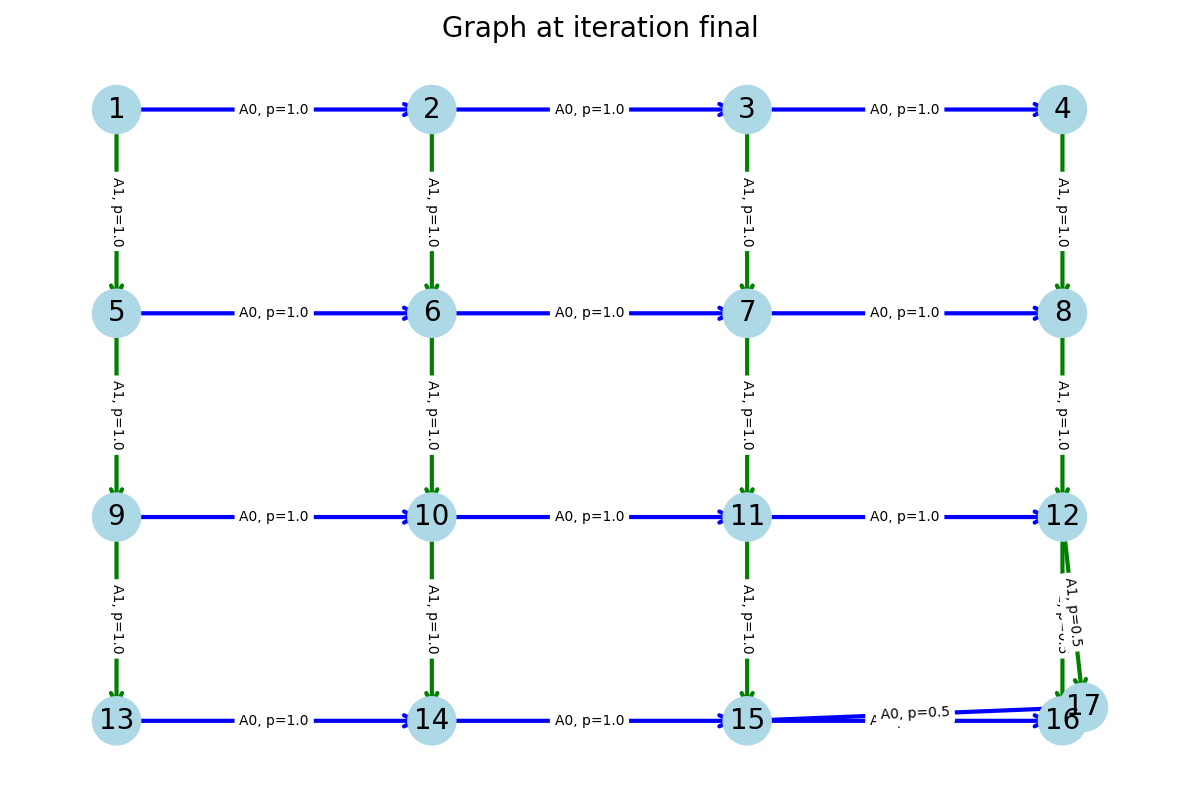 Graph at iteration final
1 A0, p=1.0 2 A0, p=1.0 3 A0, p=1.0 4
A1, p=1.0 A1, p=1.0 A1, p=1.0 A1, p=1.0
5 A0, p=1.0 6 A0, p=1.0 7 A0, p=1.0 8
A1, p=1.0 A1, p=1.0 A1, p=1.0 A1, p=1.0
9 A0, p=1.0 10 A0, p=1.0 11 A0, p=1.0 12
A1, p=1.0 A1, p=1.0 A1, p=1.0 A1, p=0.5
13 A0, p=1.0 14 A0, p=1.0 15 A0, p=0.5 16 17